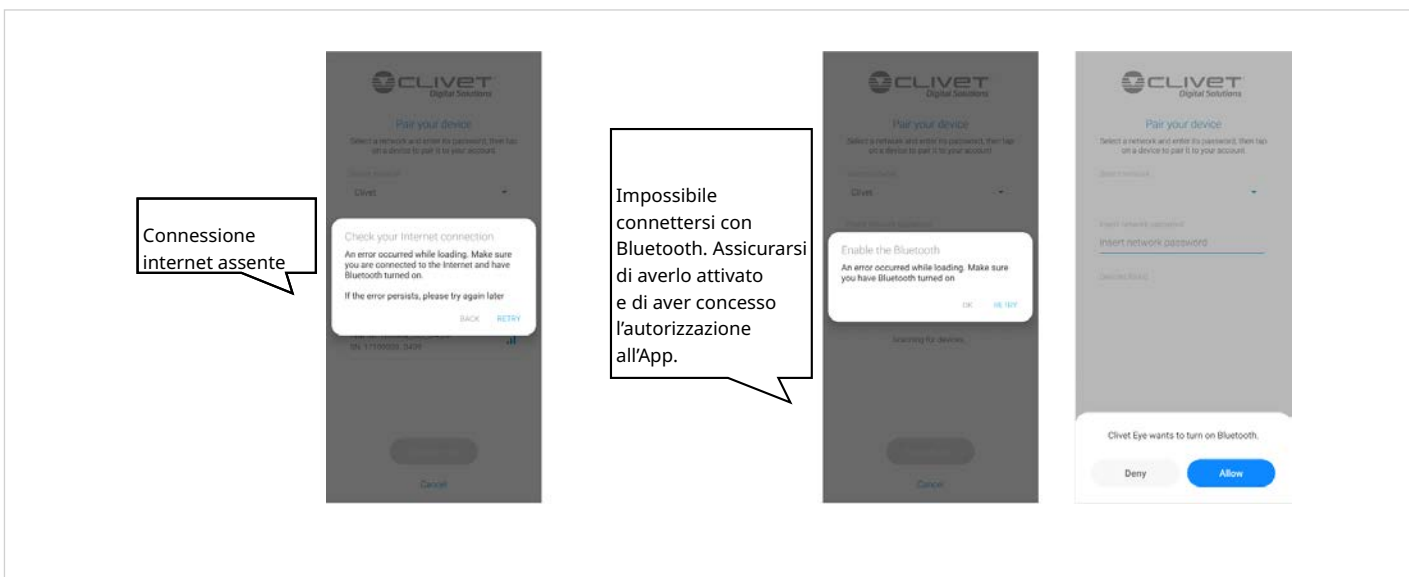 Connessione
internet assente
CLIVET
Digital Solutions
Pair your device
Select a network and enter its password, then tap
on a device to pair it to your account
Clivet
Check your Internet connection
An error occurred while loading. Make sure
you are connected to the Internet and have
Bluetooth turned on
If the error persists, please try again later
BACK RETRY
Cancel
Impossibile
connettersi con
Bluetooth. Assicurarsi
di averlo attivato
e di aver concesso
l'autorizzazione
all'App.
CLIVET
Digital Solutions
Pair your device
Select a network and enter its password, then tap
on a device to pair it to your account
Clivet
Insert network password
Enable the Bluetooth
An error occurred while loading. Make sure
you have Bluetooth turned on
OK RETRY
Scanning for devices
Cancel
CLIVET
Digital Solutions
Pair your device
Select a network and enter its password, then tap
on a device to pair it to your account
Select network
Insert network password
Insert network password
Devices found
Clivet Eye wants to turn on Bluetooth.
Deny Allow